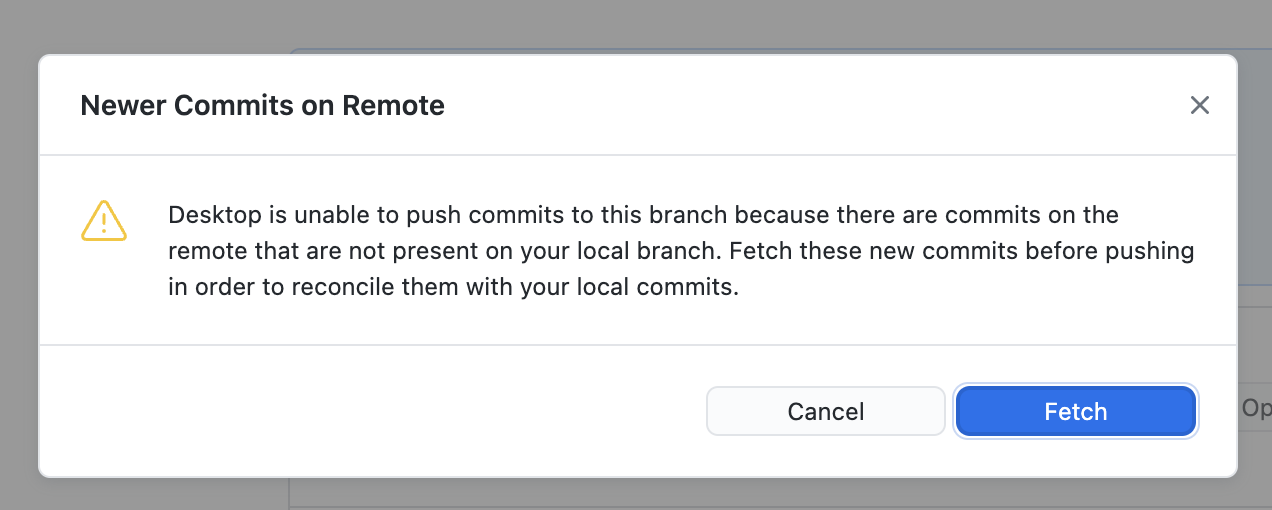 Newer Commits on Remote
Desktop is unable to push commits to this branch because there are commits on the
remote that are not present on your local branch. Fetch these new commits before pushing
in order to reconcile them with your local commits.
Cancel
Fetch
Op